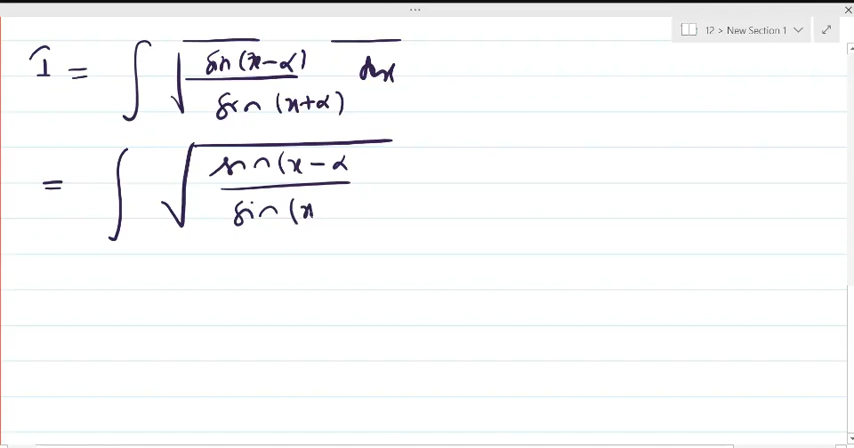 12 > New Section 1
I = ∫ √(sin(x-α) / sin(x+α)) dx
= ∫ √(sin(x-α / sin(x